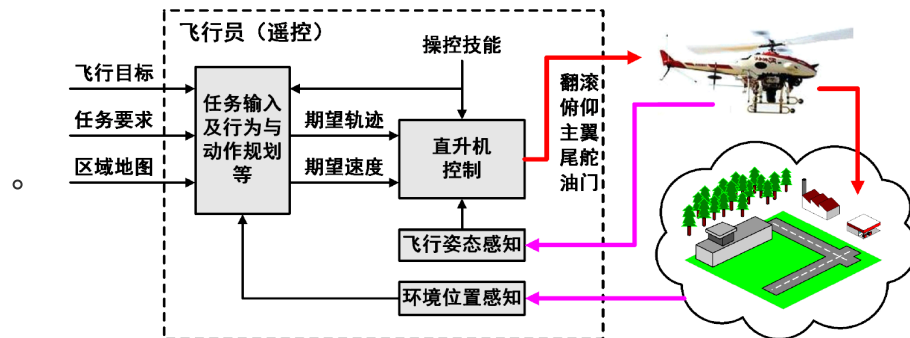 飞行员（遥控）
操控技能
飞行目标
任务要求
区域地图
任务输入
及行为与
动作规划
等
期望轨迹
期望速度
直升机
控制
翻滚
俯仰
主翼
尾舵
油门
飞行姿态感知
环境位置感知
。